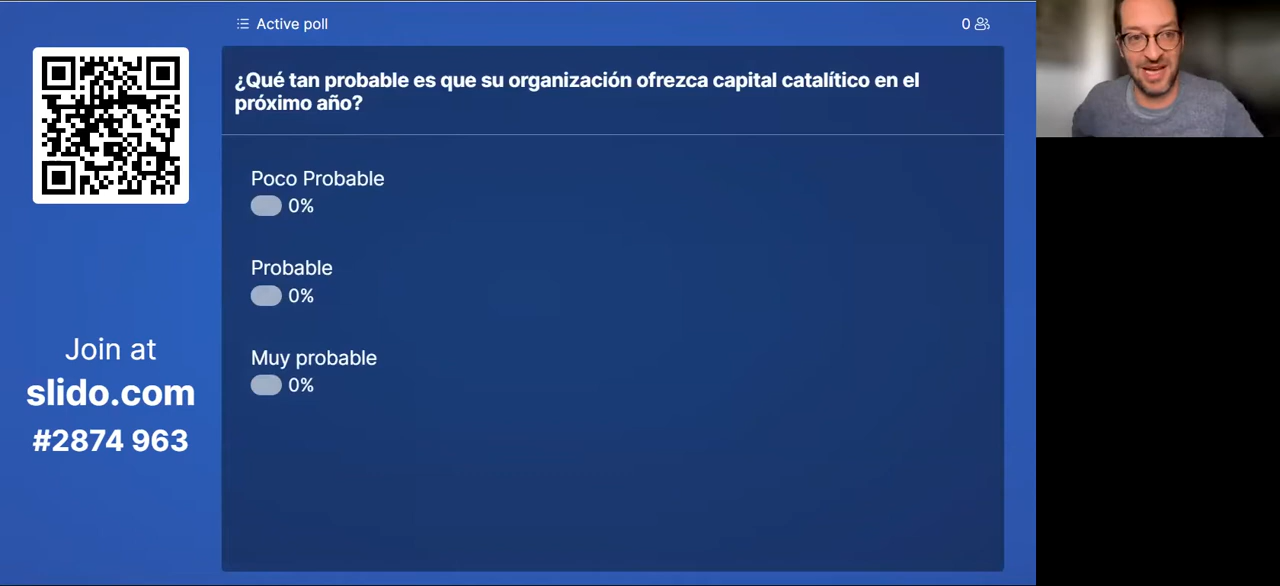 Active poll
0
¿Qué tan probable es que su organización ofrezca capital catalítico en el
próximo año?
Poco Probable
0%
Probable
0%
Muy probable
0%
Join at
slido.com
#2874 963